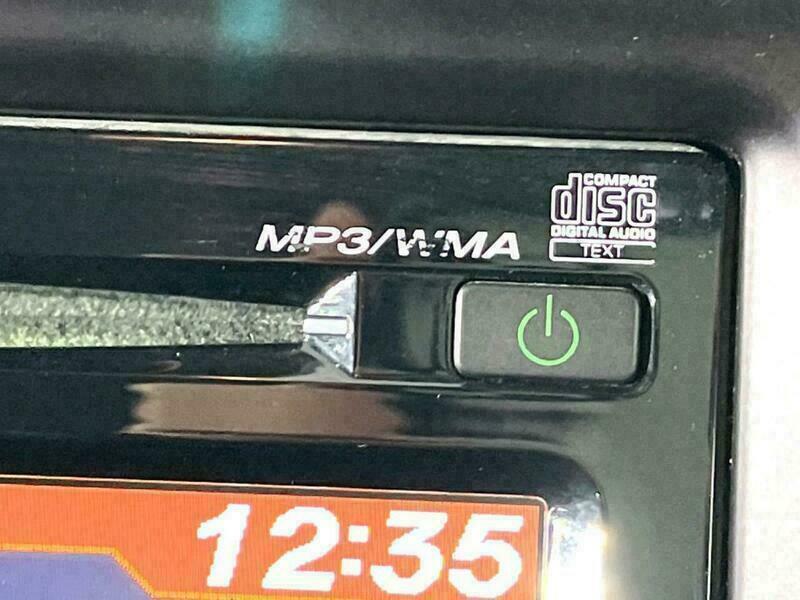 COMPACT
disc
DIGITAL AUDIO
TEXT
MP3/WMA
12:35